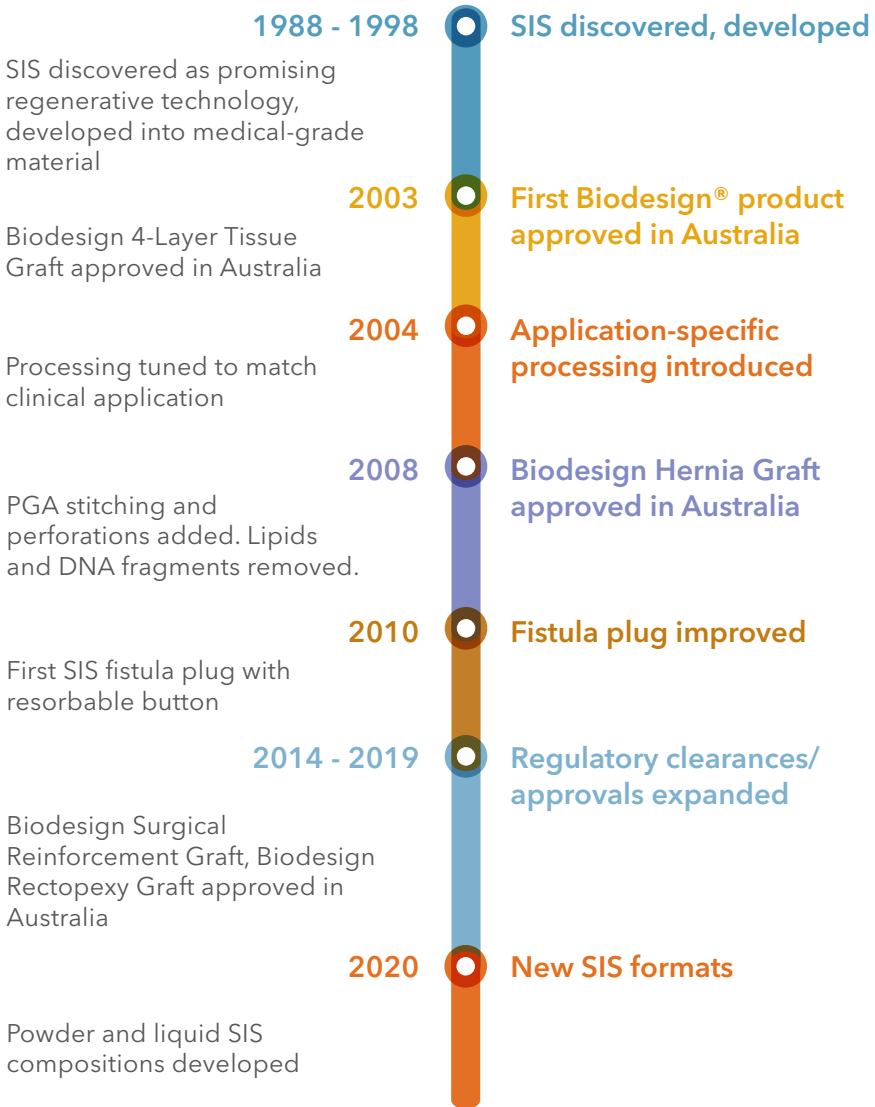 1988 - 1998
SIS discovered, developed
SIS discovered as promising
regenerative technology,
developed into medical-grade
material
2003
First Biodesign® product
approved in Australia
Biodesign 4-Layer Tissue
Graft approved in Australia
2004
Application-specific
processing introduced
Processing tuned to match
clinical application
2008
Biodesign Hernia Graft
approved in Australia
PGA stitching and
perforations added. Lipids
and DNA fragments removed.
2010
Fistula plug improved
First SIS fistula plug with
resorbable button
2014 - 2019
Regulatory clearances/
approvals expanded
Biodesign Surgical
Reinforcement Graft, Biodesign
Rectopexy Graft approved in
Australia
2020
New SIS formats
Powder and liquid SIS
compositions developed